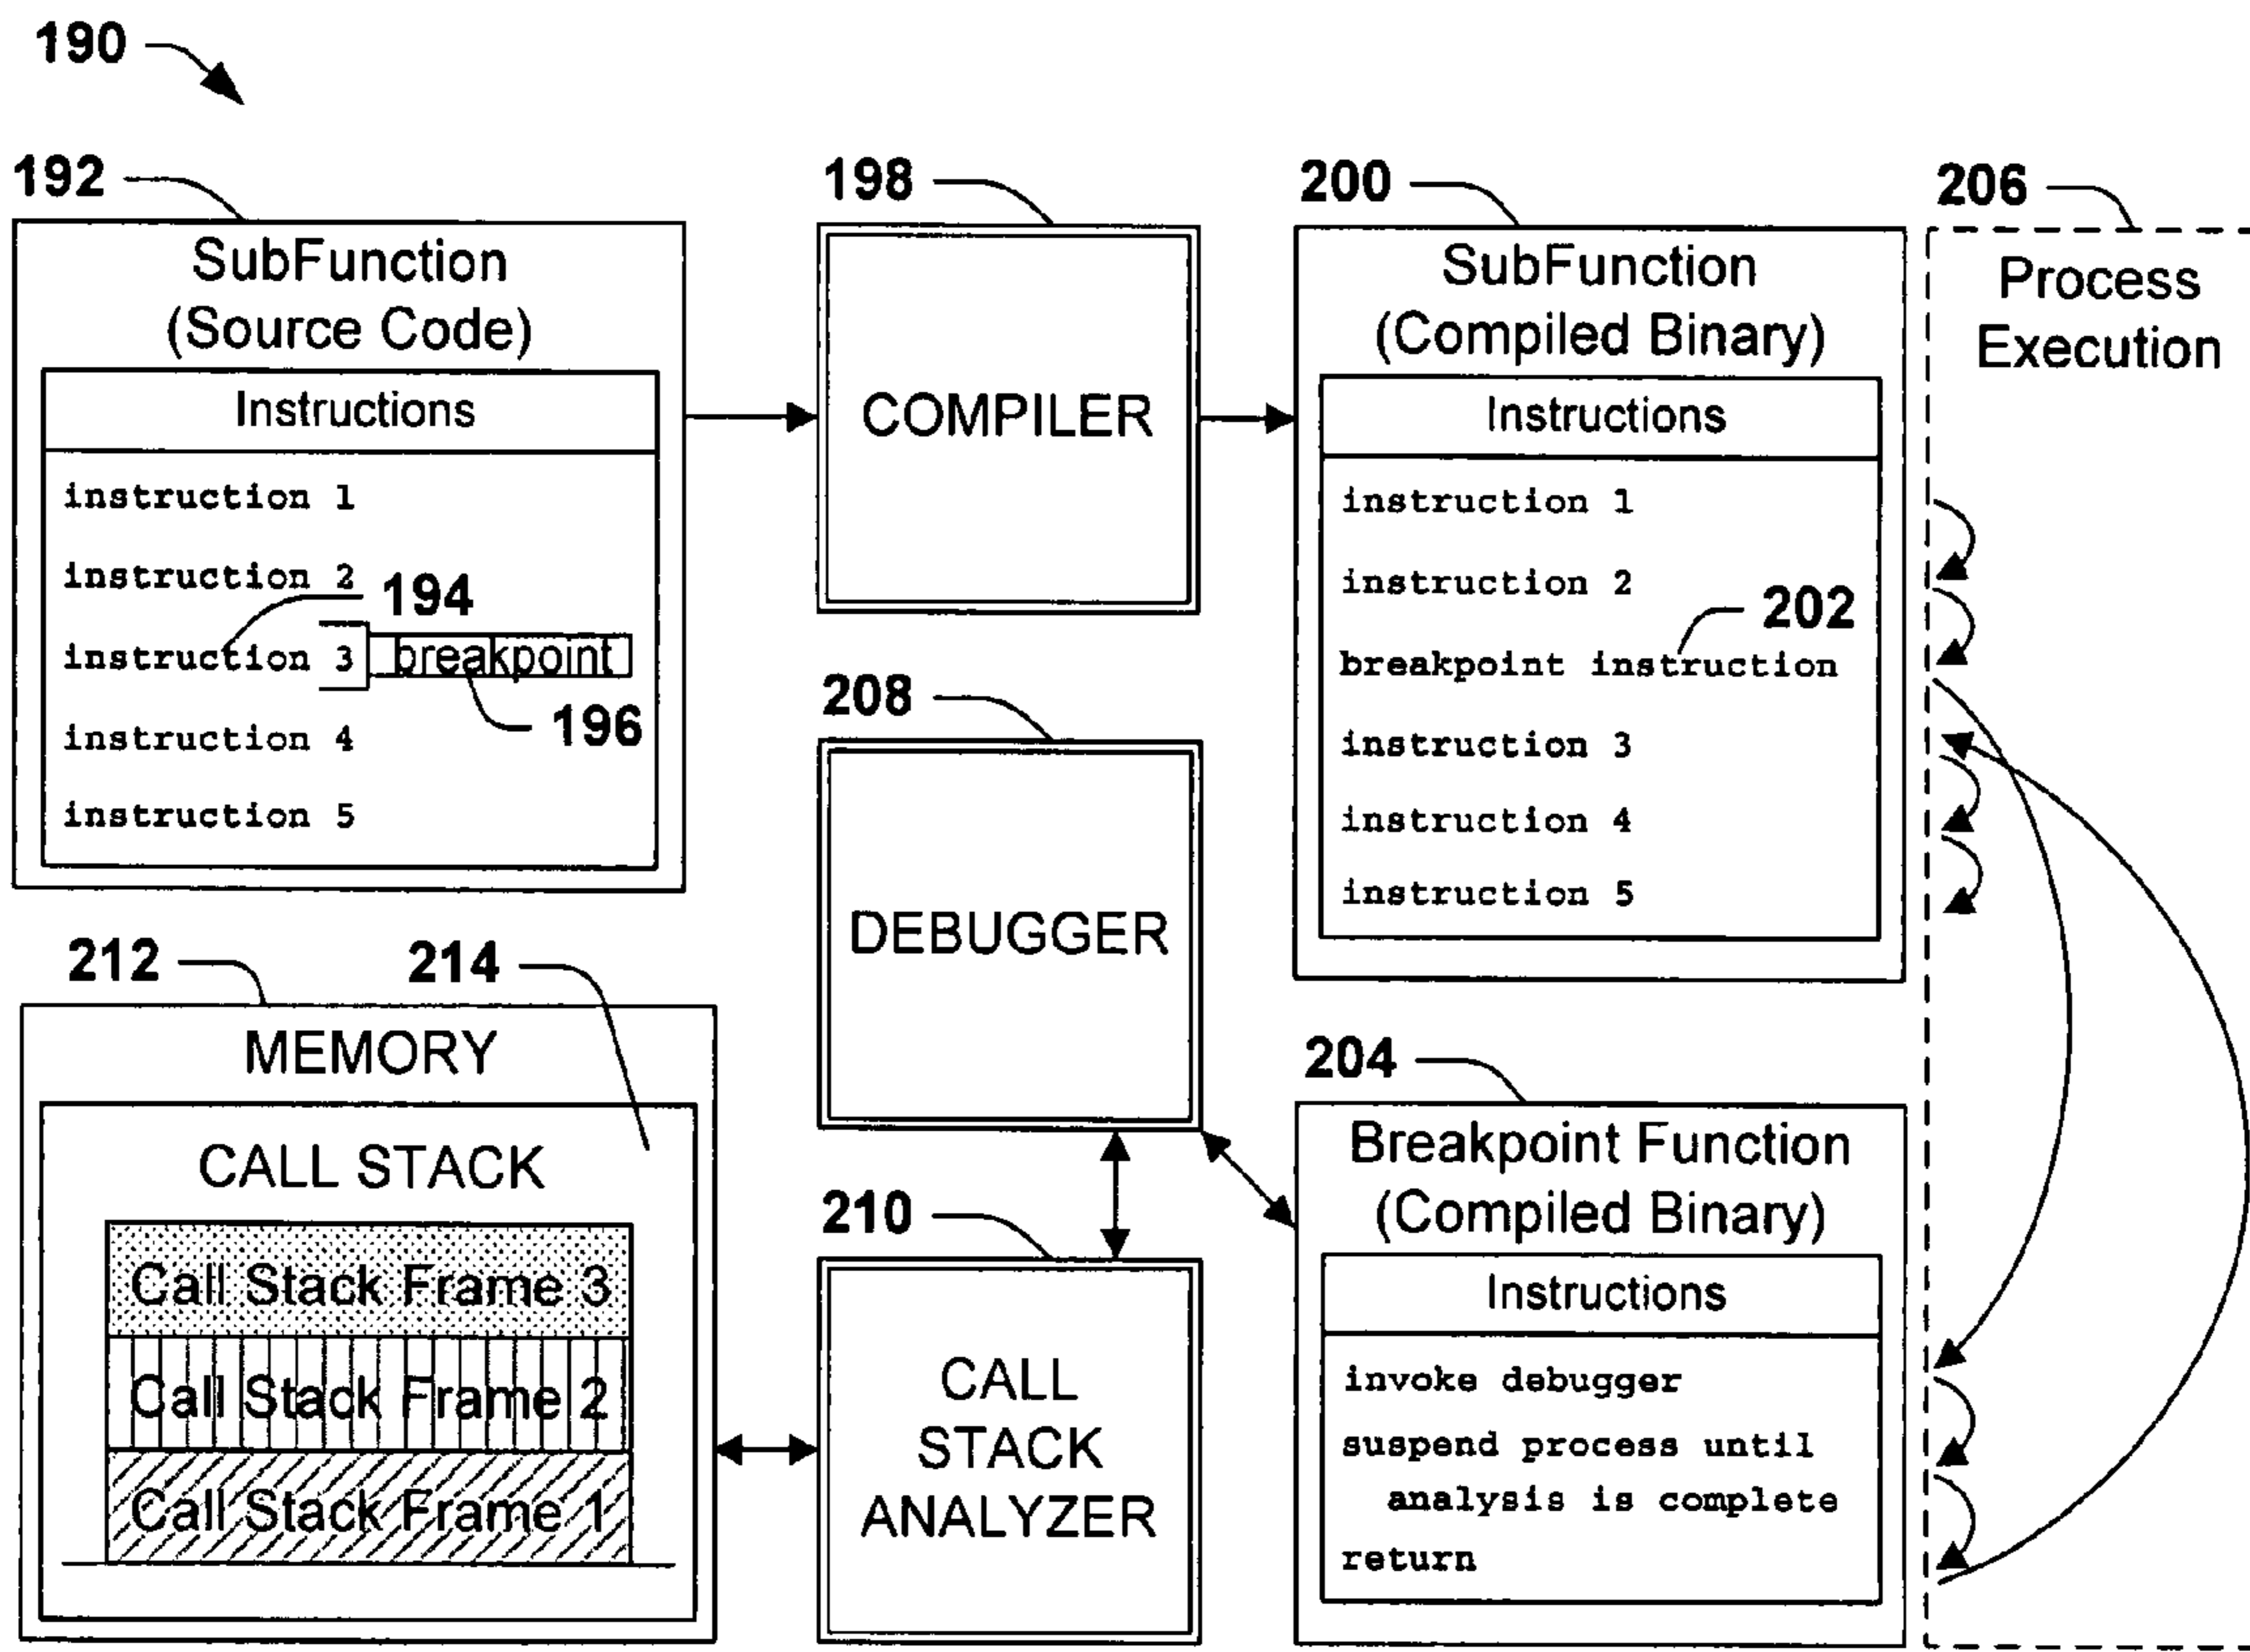 190
192
SubFunction
(Source Code)
Instructions
instruction 1
instruction 2
194
instruction 3
breakpoint
196
instruction 4
instruction 5
198
COMPILER
200
SubFunction
(Compiled Binary)
Instructions
instruction 1
instruction 2
202
breakpoint instruction
instruction 3
instruction 4
instruction 5
206
Process
Execution
208
DEBUGGER
212
214
MEMORY
CALL STACK
Call Stack Frame 3
Call Stack Frame 2
Call Stack Frame 1
210
CALL
STACK
ANALYZER
204
Breakpoint Function
(Compiled Binary)
Instructions
invoke debugger
suspend process until
analysis is complete
return